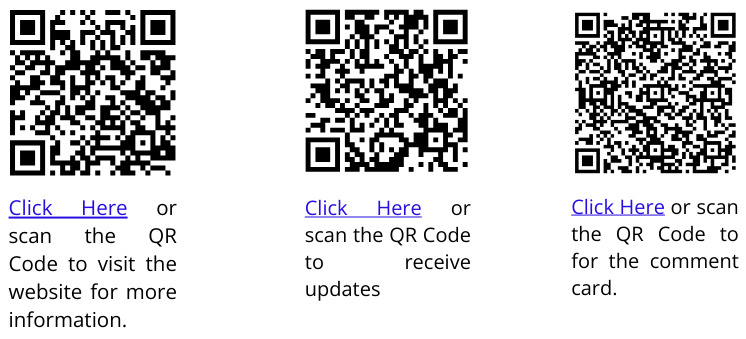 Click Here or
scan the QR
Code to visit the
website for more
information.
Click Here or
scan the QR Code
to receive
updates
Click Here or scan
the QR Code to
for the comment
card.